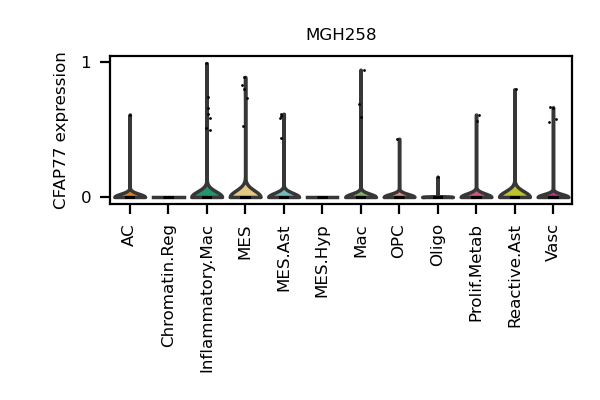 MGH258
CFAP77 expression
1
0
AC
Chromatin.Reg
Inflammatory.Mac
MES
MES.Ast
MES.Hyp
Mac
OPC
Oligo
Prolif.Metab
Reactive.Ast
Vasc